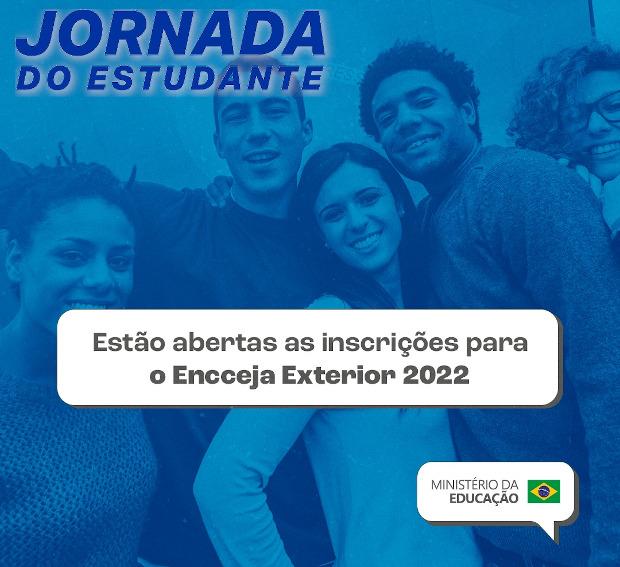 JORNADA
DO ESTUDANTE
Estão abertas as inscrições para
o Encceja Exterior 2022
MINISTÉRIO DA
EDUCAÇÃO